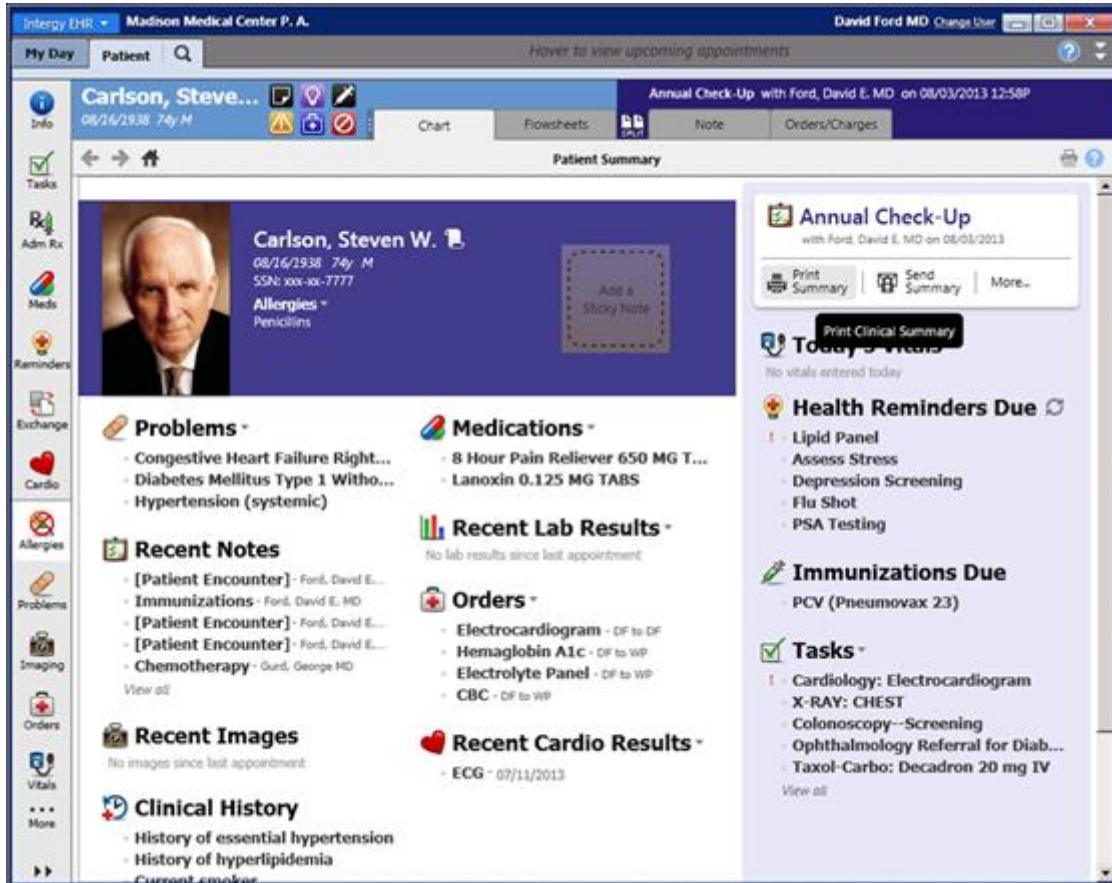 Intergy EHR Madison Medical Center P. A. David Ford MD Change User
My Day Patient Hover to view upcoming appointments
Carlson, Steve... Annual Check-Up with Ford, David E. MD on 08/03/2013 12:58P
08/16/1938 74y M Chart Flowsheets SPLIT Note Orders/Charges
Patient Summary
Info
Tasks
Adm Rx
Meds
Reminders
Exchange
Cardio
Allergies
Problems
Imaging
Orders
Vitals
More
Carlson, Steven W.
08/16/1938 74y M
SSN: xxx-xx-7777
Allergies
Penicillins
Add a
Sticky Note
Problems
Congestive Heart Failure Right...
Diabetes Mellitus Type 1 Witho...
Hypertension (systemic)
Recent Notes
[Patient Encounter] - Ford, David E...
Immunizations - Ford, David E. MD
[Patient Encounter] - Ford, David E...
[Patient Encounter] - Ford, David E...
Chemotherapy - Gurd, George MD
View all
Recent Images
No images since last appointment
Clinical History
History of essential hypertension
History of hyperlipidemia
Current smoker
Medications
8 Hour Pain Reliever 650 MG T...
Lanoxin 0.125 MG TABS
Recent Lab Results
No lab results since last appointment
Orders
Electrocardiogram - DF to DF
Hemaglobin A1c - DF to WP
Electrolyte Panel - DF to WP
CBC - DF to WP
Recent Cardio Results
ECG - 07/11/2013
Annual Check-Up
with Ford, David E. MD on 08/03/2013
Print Summary Send Summary More...
Print Clinical Summary
Today's Vitals
No vitals entered today
Health Reminders Due
! Lipid Panel
Assess Stress
Depression Screening
Flu Shot
PSA Testing
Immunizations Due
PCV (Pneumovax 23)
Tasks
! Cardiology: Electrocardiogram
X-RAY: CHEST
Colonoscopy--Screening
Ophthalmology Referral for Diab...
Taxol-Carbo: Decadron 20 mg IV
View all